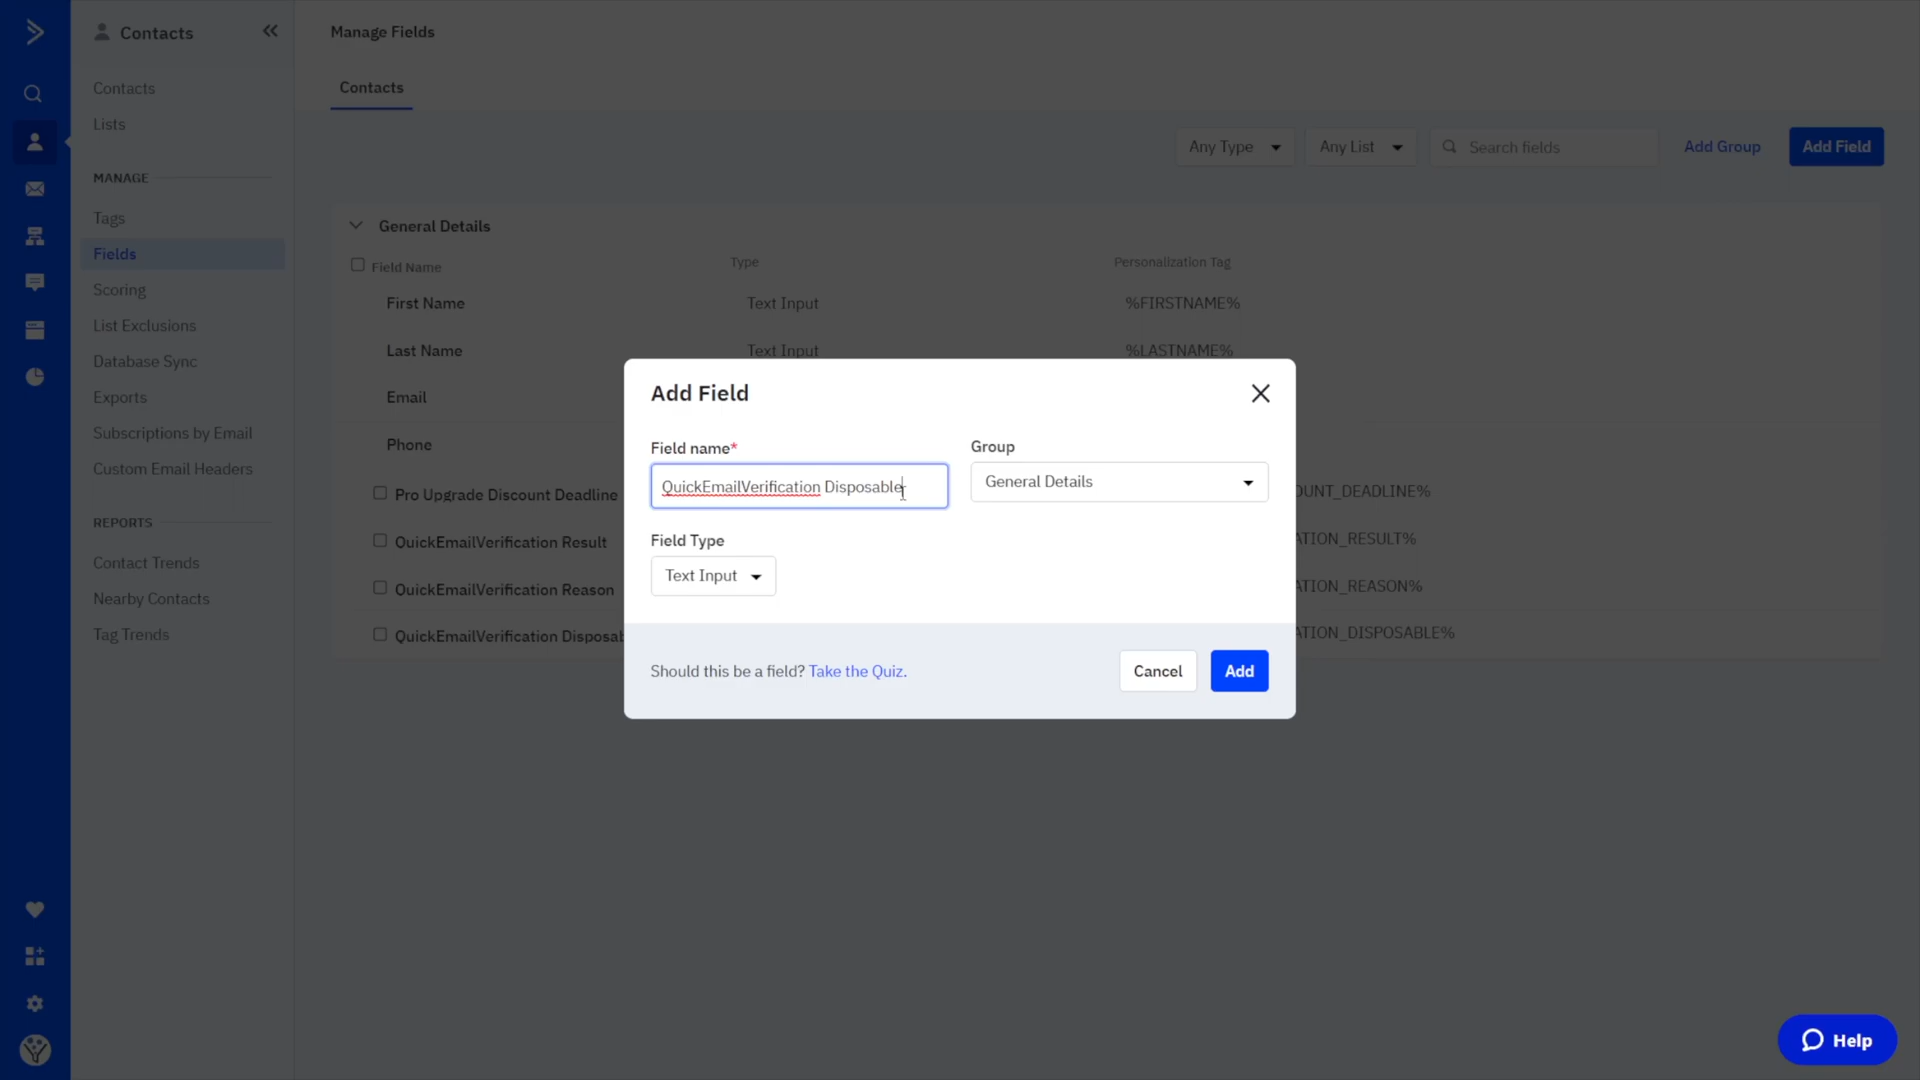 Contacts
Manage Fields
Contacts
Contacts
Lists
Any Type
Any List
Search fields
Add Group
Add Field
MANAGE
Tags
General Details
Fields
Field Name
Type
Personalization Tag
Scoring
First Name
Text Input
%FIRSTNAME%
List Exclusions
Last Name
Text Input
%LASTNAME%
Database Sync
Exports
Email
Subscriptions by Email
Phone
Custom Email Headers
Pro Upgrade Discount Deadline
OUNT_DEADLINE%
REPORTS
QuickEmailVerification Result
ATION_RESULT%
Contact Trends
QuickEmailVerification Reason
ATION_REASON%
Nearby Contacts
Tag Trends
QuickEmailVerification Disposab
ATION_DISPOSABLE%
Add Field
Field name*
Group
QuickEmailVerification Disposable
General Details
Field Type
Text Input
Should this be a field? Take the Quiz.
Cancel
Add
Help